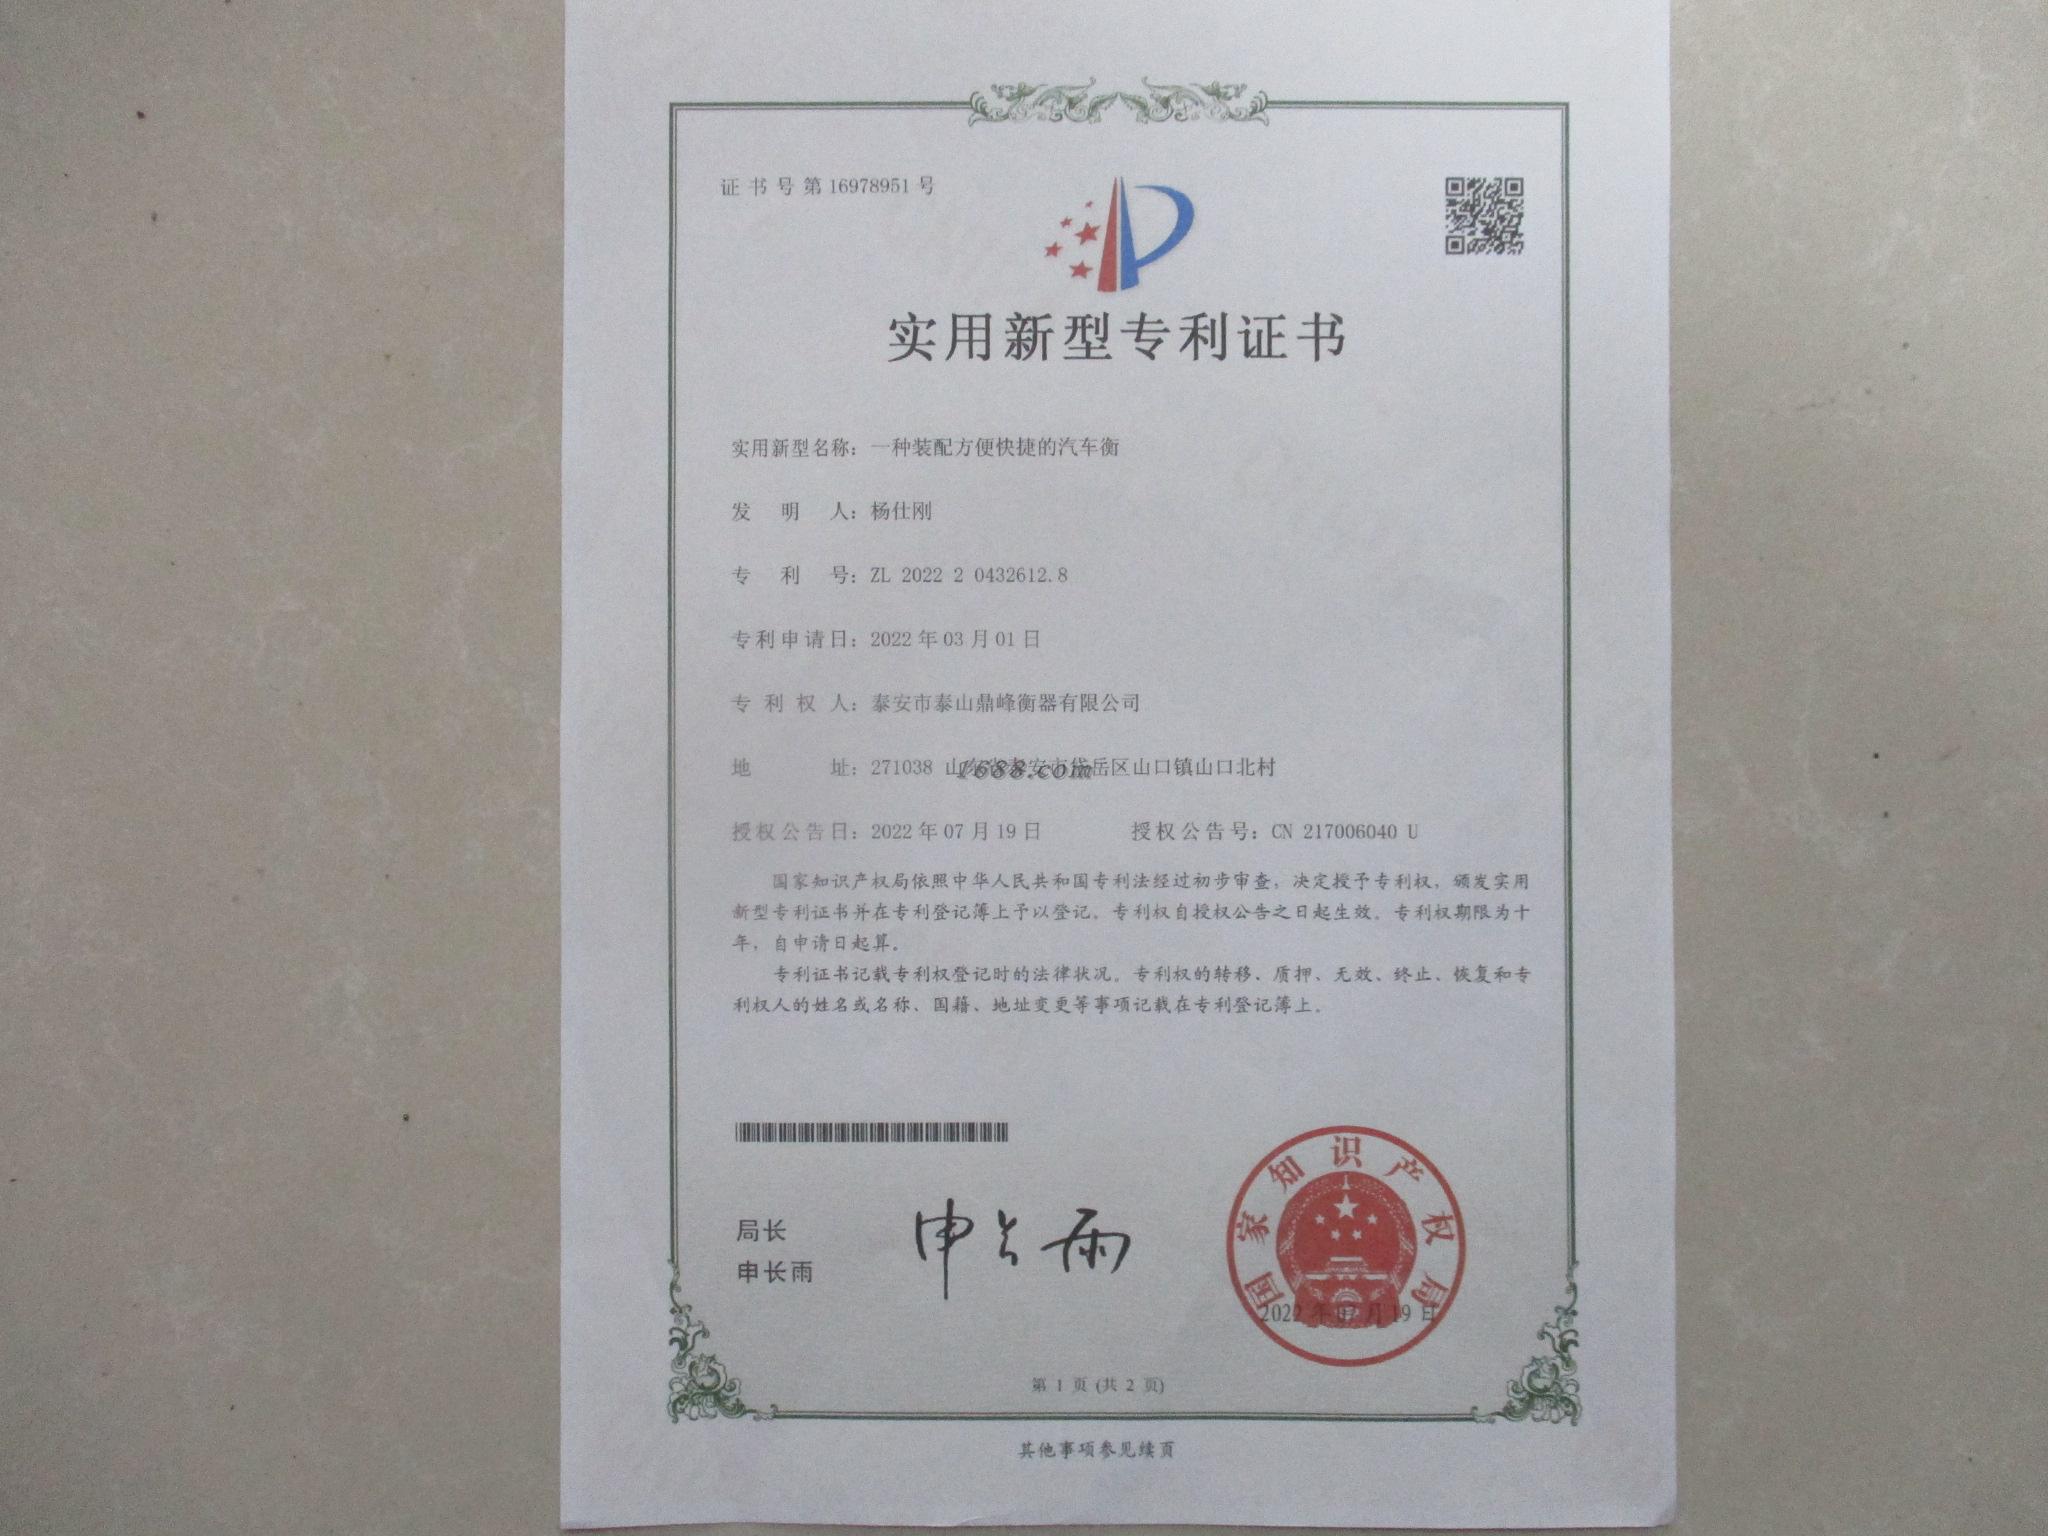 证书号第16978951号
实用新型专利证书
实用新型名称：一种装配方便快捷的汽车衡
发明人：杨仕刚
专利号：ZL 2022 2 0432612.8
专利申请日：2022年03月01日
专利权人：泰安市泰山鼎峰衡器有限公司
地址：271038 山东省泰安市岱岳区山口镇山口北村
1688.com
授权公告日：2022年07月19日 授权公告号：CN 217006040 U
国家知识产权局依照中华人民共和国专利法经过初步审查，决定授予专利权，颁发实用
新型专利证书并在专利登记簿上予以登记。专利权自授权公告之日起生效。专利权期限为十
年，自申请日起算。
专利证书记载专利权登记时的法律状况。专利权的转移、质押、无效、终止、恢复和专
利权人的姓名或名称、国籍、地址变更等事项记载在专利登记簿上。
局长
申长雨
申长雨
国家知识产权局
2022年07月19日
第 1 页 (共 2 页)
其他事项参见续页